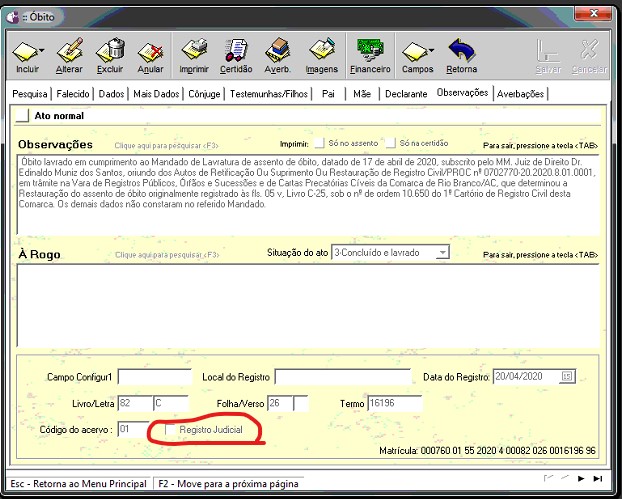 :: Óbito
Incluir Alterar Excluir Anular Imprimir Certidão Averb. Imagens Financeiro Campos Retorna Salvar Cancelar
Pesquisa Falecido Dados Mais Dados Cônjuge Testemunhas/Filhos Pai Mãe Declarante Observações Averbações
Ato normal
Observações Clique aqui para pesquisar <F3> Imprimir: Só no assento Só na certidão Para sair, pressione a tecla <TAB>
Óbito lavrado em cumprimento ao Mandado de Lavratura de assento de óbito, datado de 17 de abril de 2020, subscrito pelo MM. Juiz de Direito Dr.
Edinaldo Muniz dos Santos, oriundo dos Autos de Retificação Ou Suprimento Ou Restauração de Registro Civil/PROC nº 0702770-20.2020.8.01.0001,
em trâmite na Vara de Registros Públicos, Órfãos e Sucessões e de Cartas Precatórias Cíveis da Comarca de Rio Branco/AC, que determinou a
Restauração do assento de óbito originalmente registrado às fls. 05 v, Livro C-25, sob o nº de ordem 10.650 do 1º Cartório de Registro Civil desta
Comarca. Os demais dados não constaram no referido Mandado.
À Rogo Clique aqui para pesquisar <F3> Situação do ato 3-Concluído e lavrado Para sair, pressione a tecla <TAB>
Campo Configur1 Local do Registro Data do Registro: 20/04/2020
Livro/Letra 82 C Folha/Verso 26 Termo 16196
Código do acervo : 01 Registro Judicial
Matrícula: 000760 01 55 2020 4 00082 026 0016196 96
Esc - Retorna ao Menu Principal F2 - Move para a próxima página